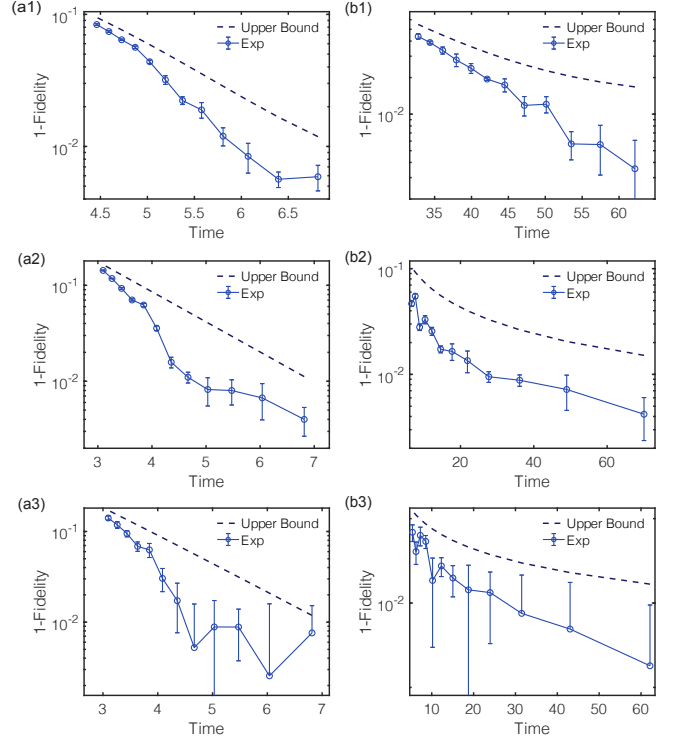 (a1)
10⁻¹
10⁻²
1-Fidelity
Upper Bound
Exp
4.5 5 5.5 6 6.5
Time
(b1)
10⁻²
1-Fidelity
Upper Bound
Exp
35 40 45 50 55 60
Time
(a2)
10⁻¹
10⁻²
1-Fidelity
Upper Bound
Exp
3 4 5 6 7
Time
(b2)
10⁻¹
10⁻²
1-Fidelity
Upper Bound
Exp
20 40 60
Time
(a3)
10⁻¹
10⁻²
1-Fidelity
Upper Bound
Exp
3 4 5 6 7
Time
(b3)
10⁻²
1-Fidelity
Upper Bound
Exp
10 20 30 40 50 60
Time